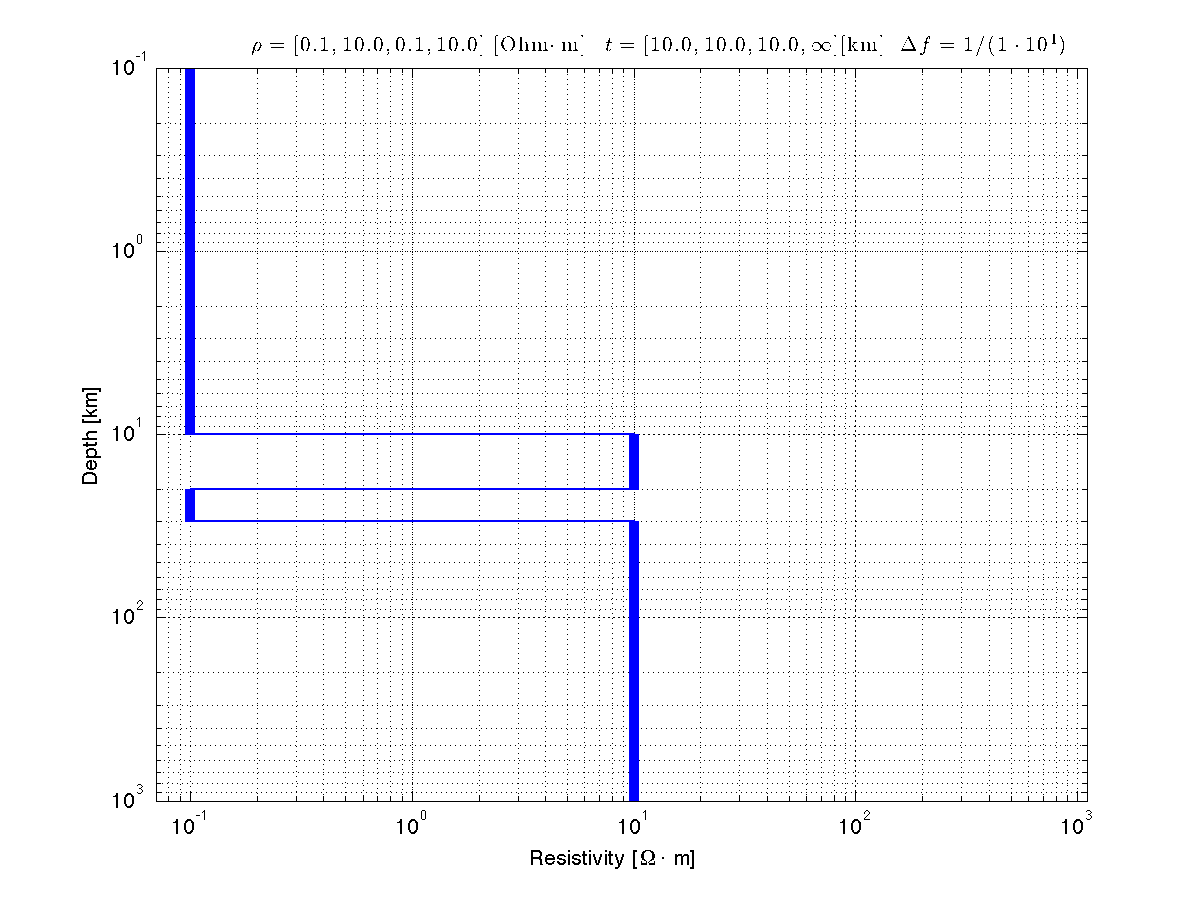 ρ = [0.1, 10.0, 0.1, 10.0] [Ohm· m] t = [10.0, 10.0, 10.0, ∞][km] Δf = 1/(1 · 10¹)
10⁻¹
10⁰
10¹
10²
10³
Depth [km]
10⁻¹ 10⁰ 10¹ 10² 10³
Resistivity [Ω · m]